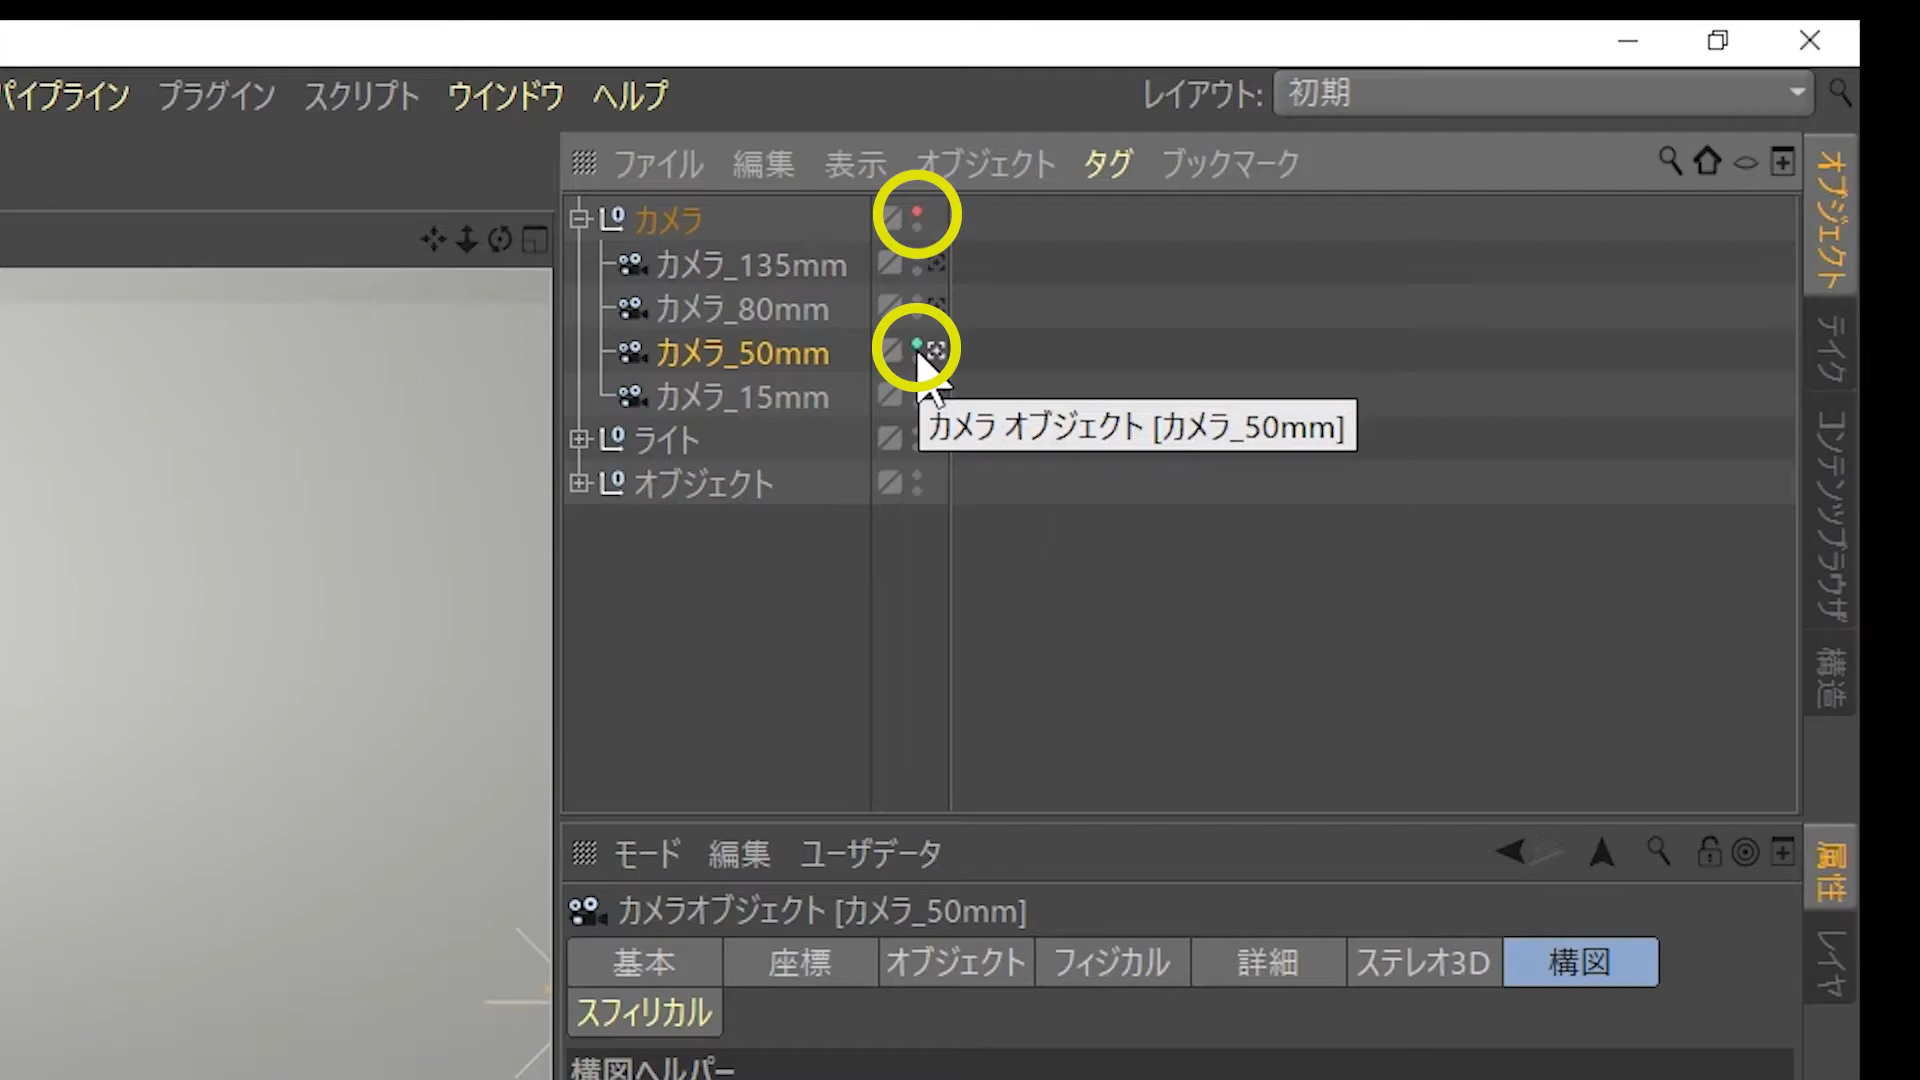 パイプライン プラグイン スクリプト ウインドウ ヘルプ
レイアウト: 初期
ファイル 編集 表示 オブジェクト タグ ブックマーク
カメラ
カメラ_135mm
カメラ_80mm
カメラ_50mm
カメラ_15mm
カメラ オブジェクト [カメラ_50mm]
ライト
オブジェクト
オブジェクト
テイク
コンテンツブラウザ
構造
モード 編集 ユーザデータ
カメラオブジェクト [カメラ_50mm]
基本 座標 オブジェクト フィジカル 詳細 ステレオ3D 構図
スフィリカル
構図ヘルパー
属性
レイヤ